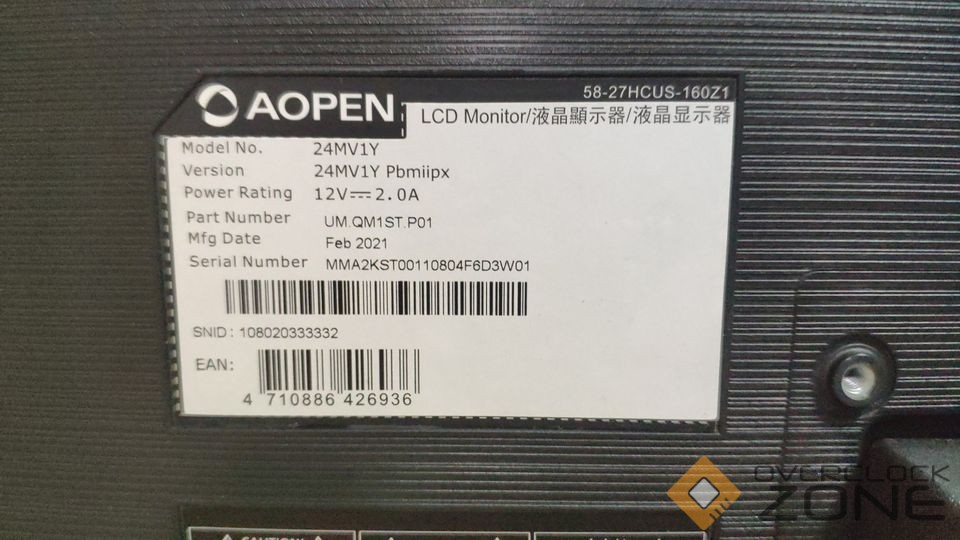 58-27HCUS-160Z1
AOPEN
LCD Monitor/液晶顯示器/液晶显示器
Model No. 24MV1Y
Version 24MV1Y Pbmiipx
Power Rating 12V⎓2.0A
Part Number UM.QM1ST.P01
Mfg Date Feb 2021
Serial Number MMA2KST00110804F6D3W01
SNID : 108020333332
EAN:
4 710886 426936
OVERCLOCK
ZONE
CAUTION!